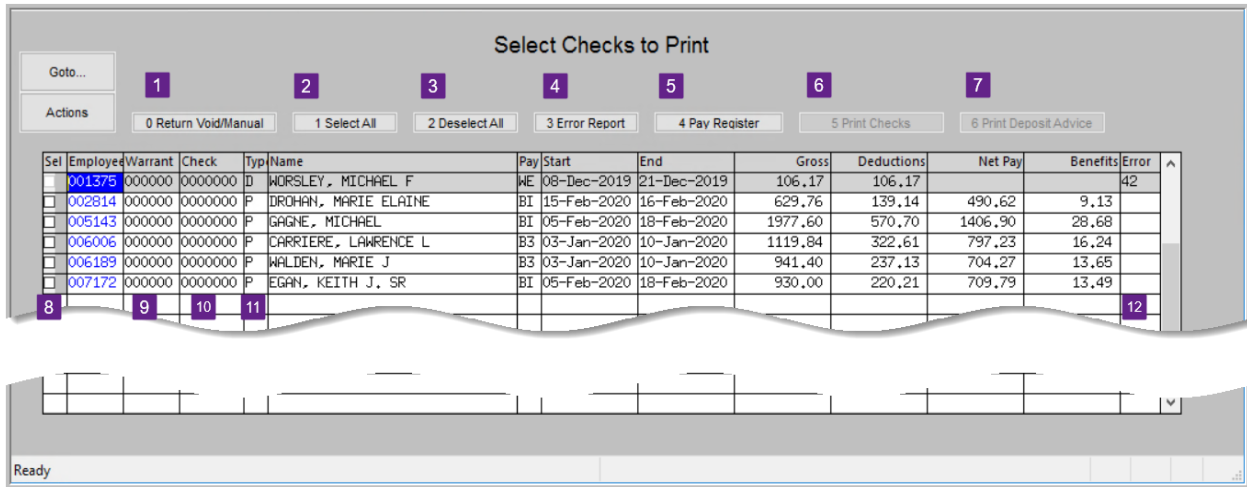 Select Checks to Print
Goto...
1 2 3 4 5 6 7
Actions
0 Return Void/Manual 1 Select All 2 Deselect All 3 Error Report 4 Pay Register 5 Print Checks 6 Print Deposit Advice
Sel Employee Warrant Check Type Name Pay Start End Gross Deductions Net Pay Benefits Error
001375 000000 0000000 D WORSLEY, MICHAEL F WE 08-Dec-2019 21-Dec-2019 106.17 106.17 42
002814 000000 0000000 P DROHAN, MARIE ELAINE BI 15-Feb-2020 16-Feb-2020 629.76 139.14 490.62 9.13
005143 000000 0000000 P GAGNE, MICHAEL BI 05-Feb-2020 18-Feb-2020 1977.60 570.70 1406.90 28.68
006006 000000 0000000 P CARRIERE, LAWRENCE L B3 03-Jan-2020 10-Jan-2020 1119.84 322.61 797.23 16.24
006189 000000 0000000 P WALDEN, MARIE J B3 03-Jan-2020 10-Jan-2020 941.40 237.13 704.27 13.65
007172 000000 0000000 P EGAN, KEITH J. SR BI 05-Feb-2020 18-Feb-2020 930.00 220.21 709.79 13.49
8 9 10 11 12
Ready